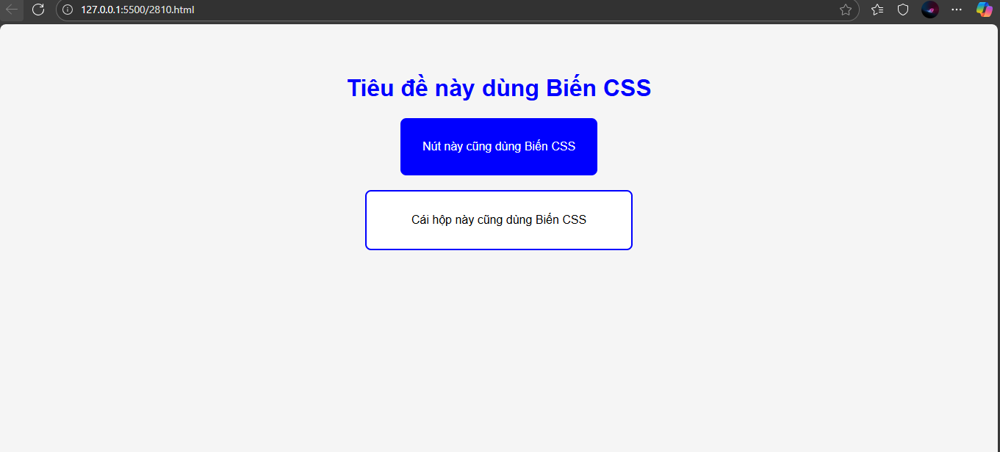 127.0.0.1:5500/2810.html
Tiêu đề này dùng Biến CSS
Nút này cũng dùng Biến CSS
Cái hộp này cũng dùng Biến CSS